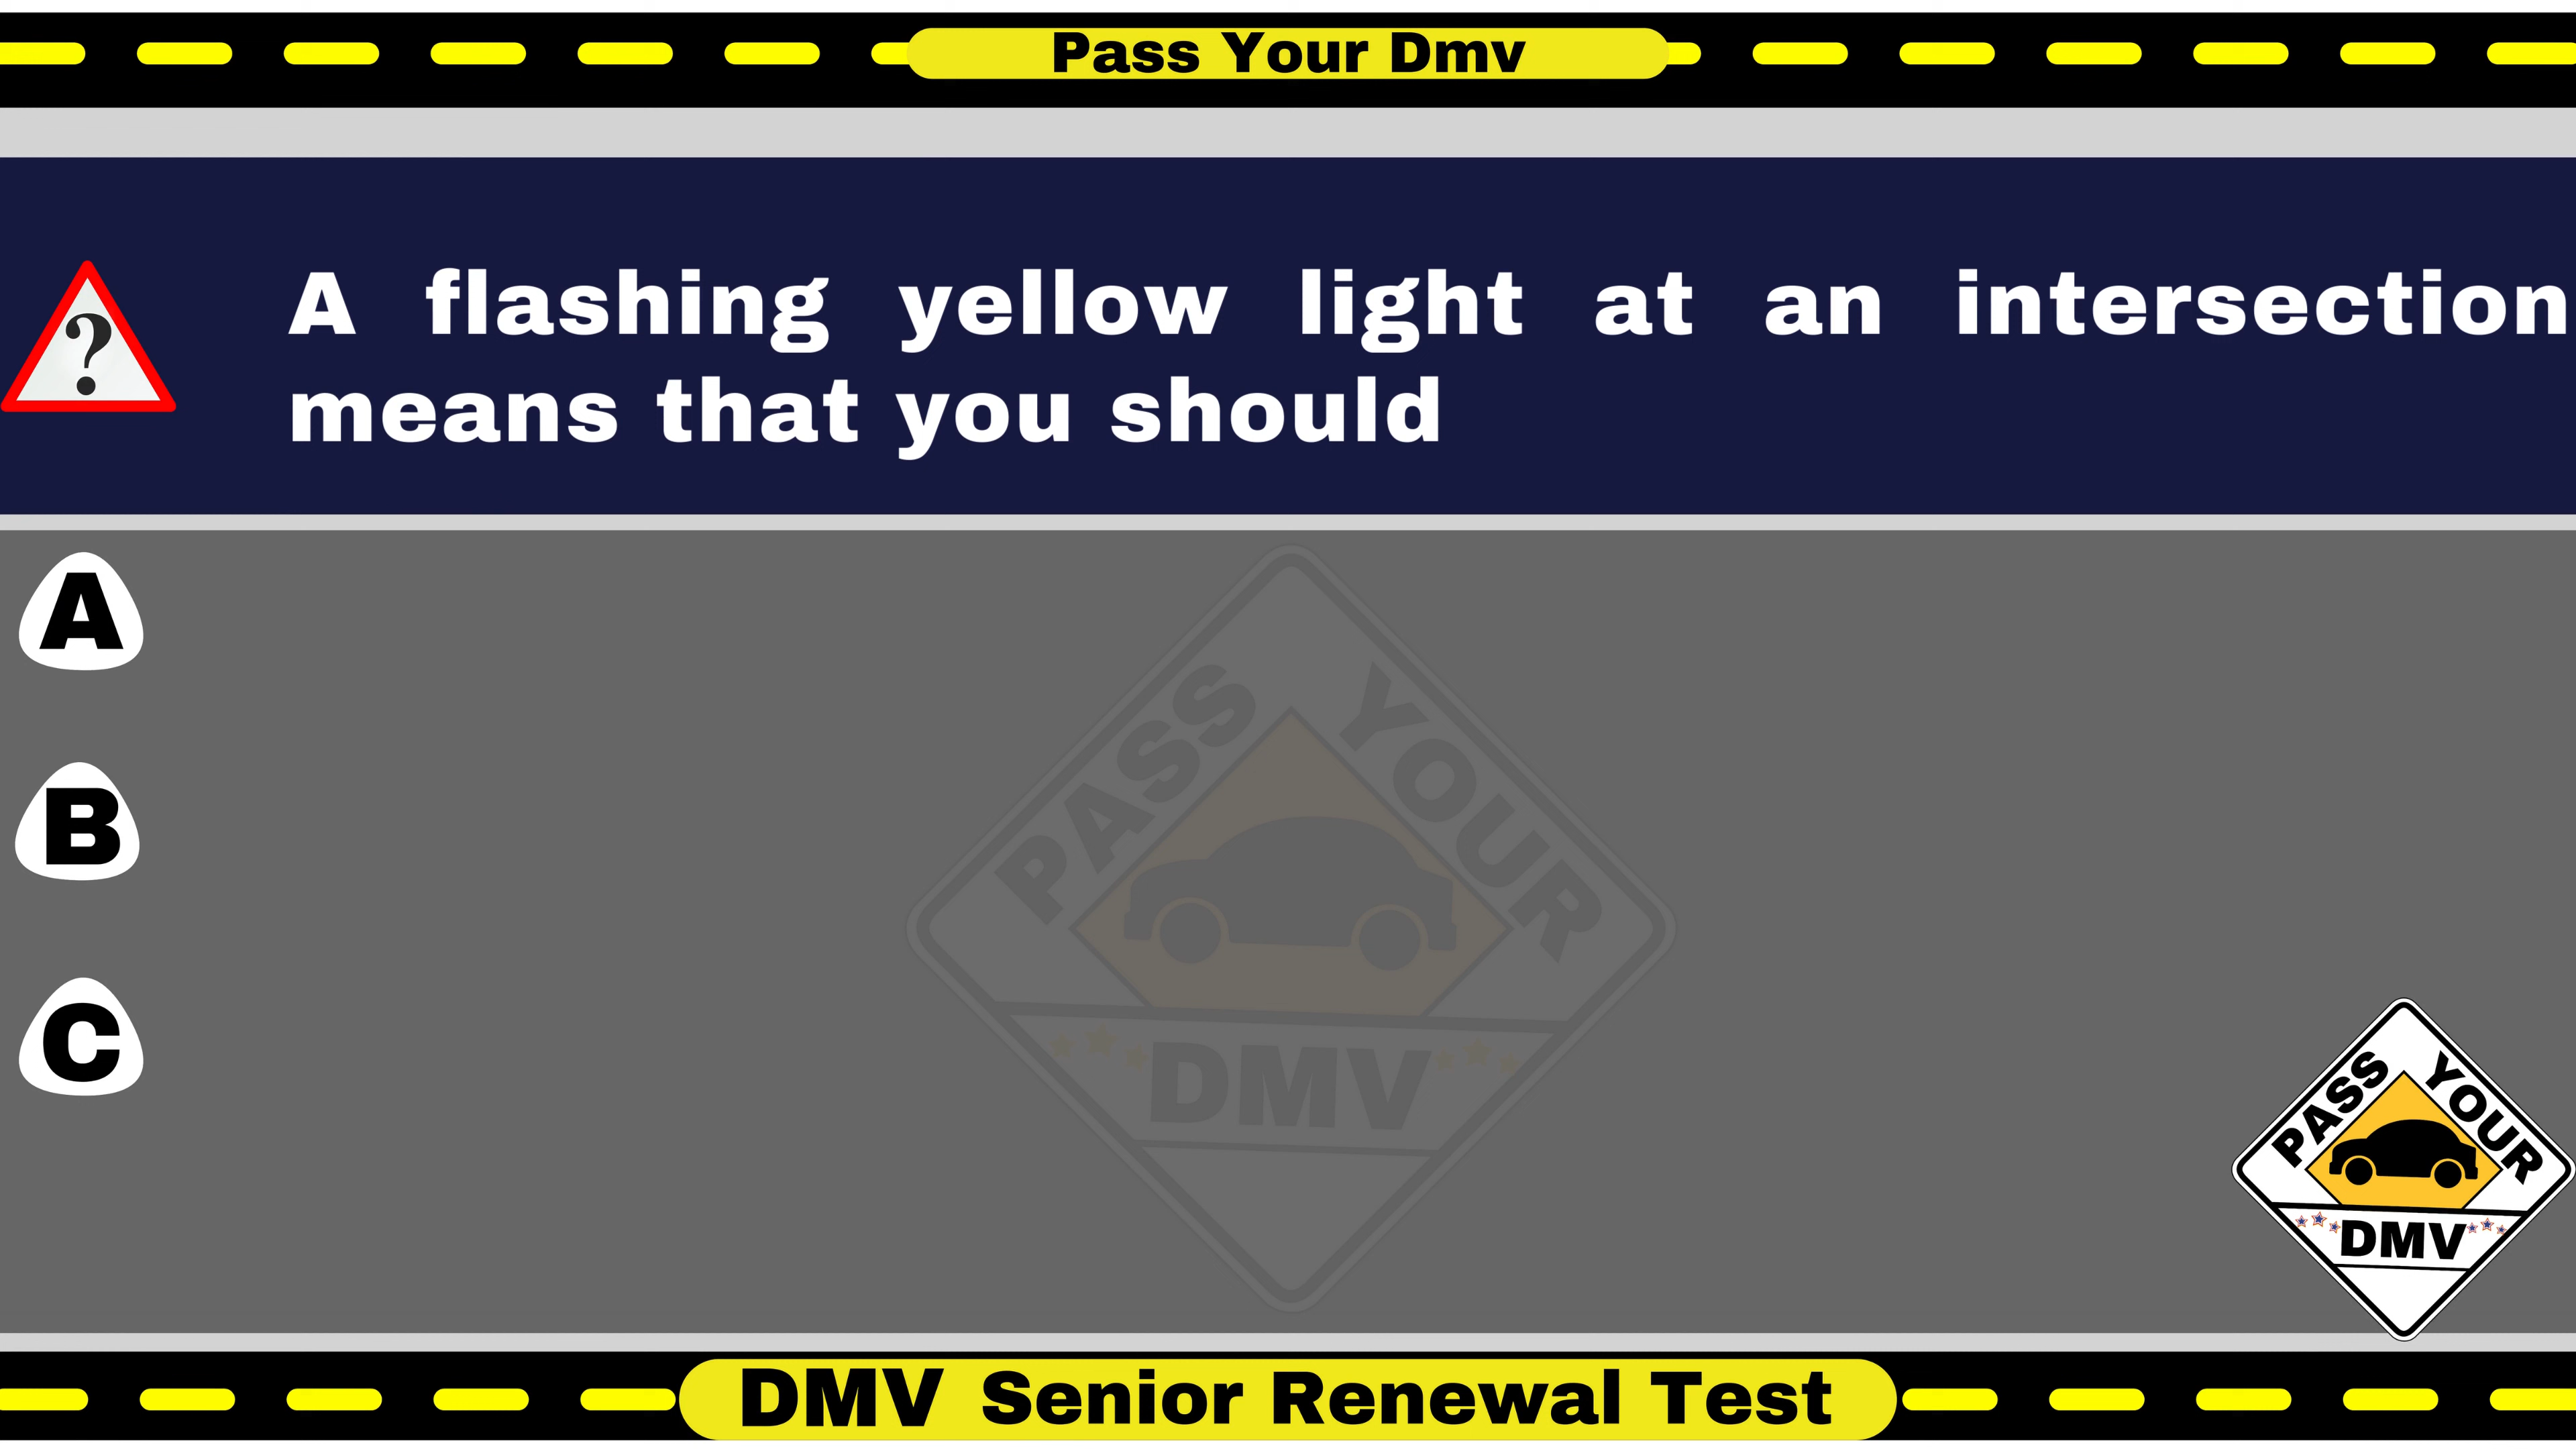 Pass Your Dmv
?
A flashing yellow light at an intersection
means that you should
A
B
C
PASS YOUR
DMV
PASS YOUR
DMV
DMV Senior Renewal Test